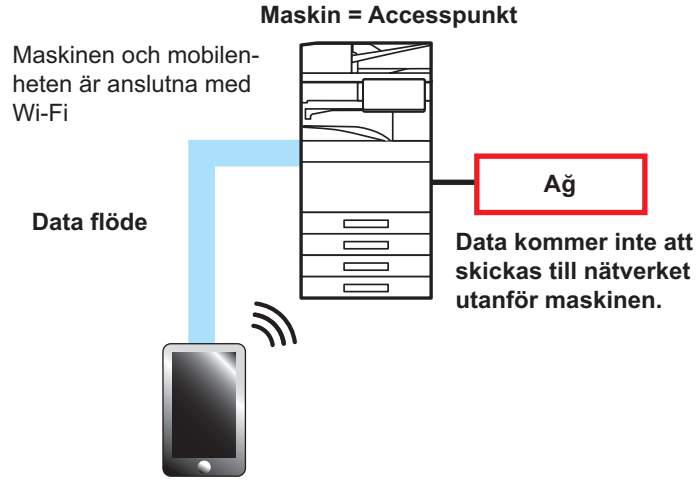 Maskin = Accesspunkt
Maskinen och mobilen-
heten är anslutna med
Wi-Fi
Ağ
Data flöde
Data kommer inte att
skickas till nätverket
utanför maskinen.